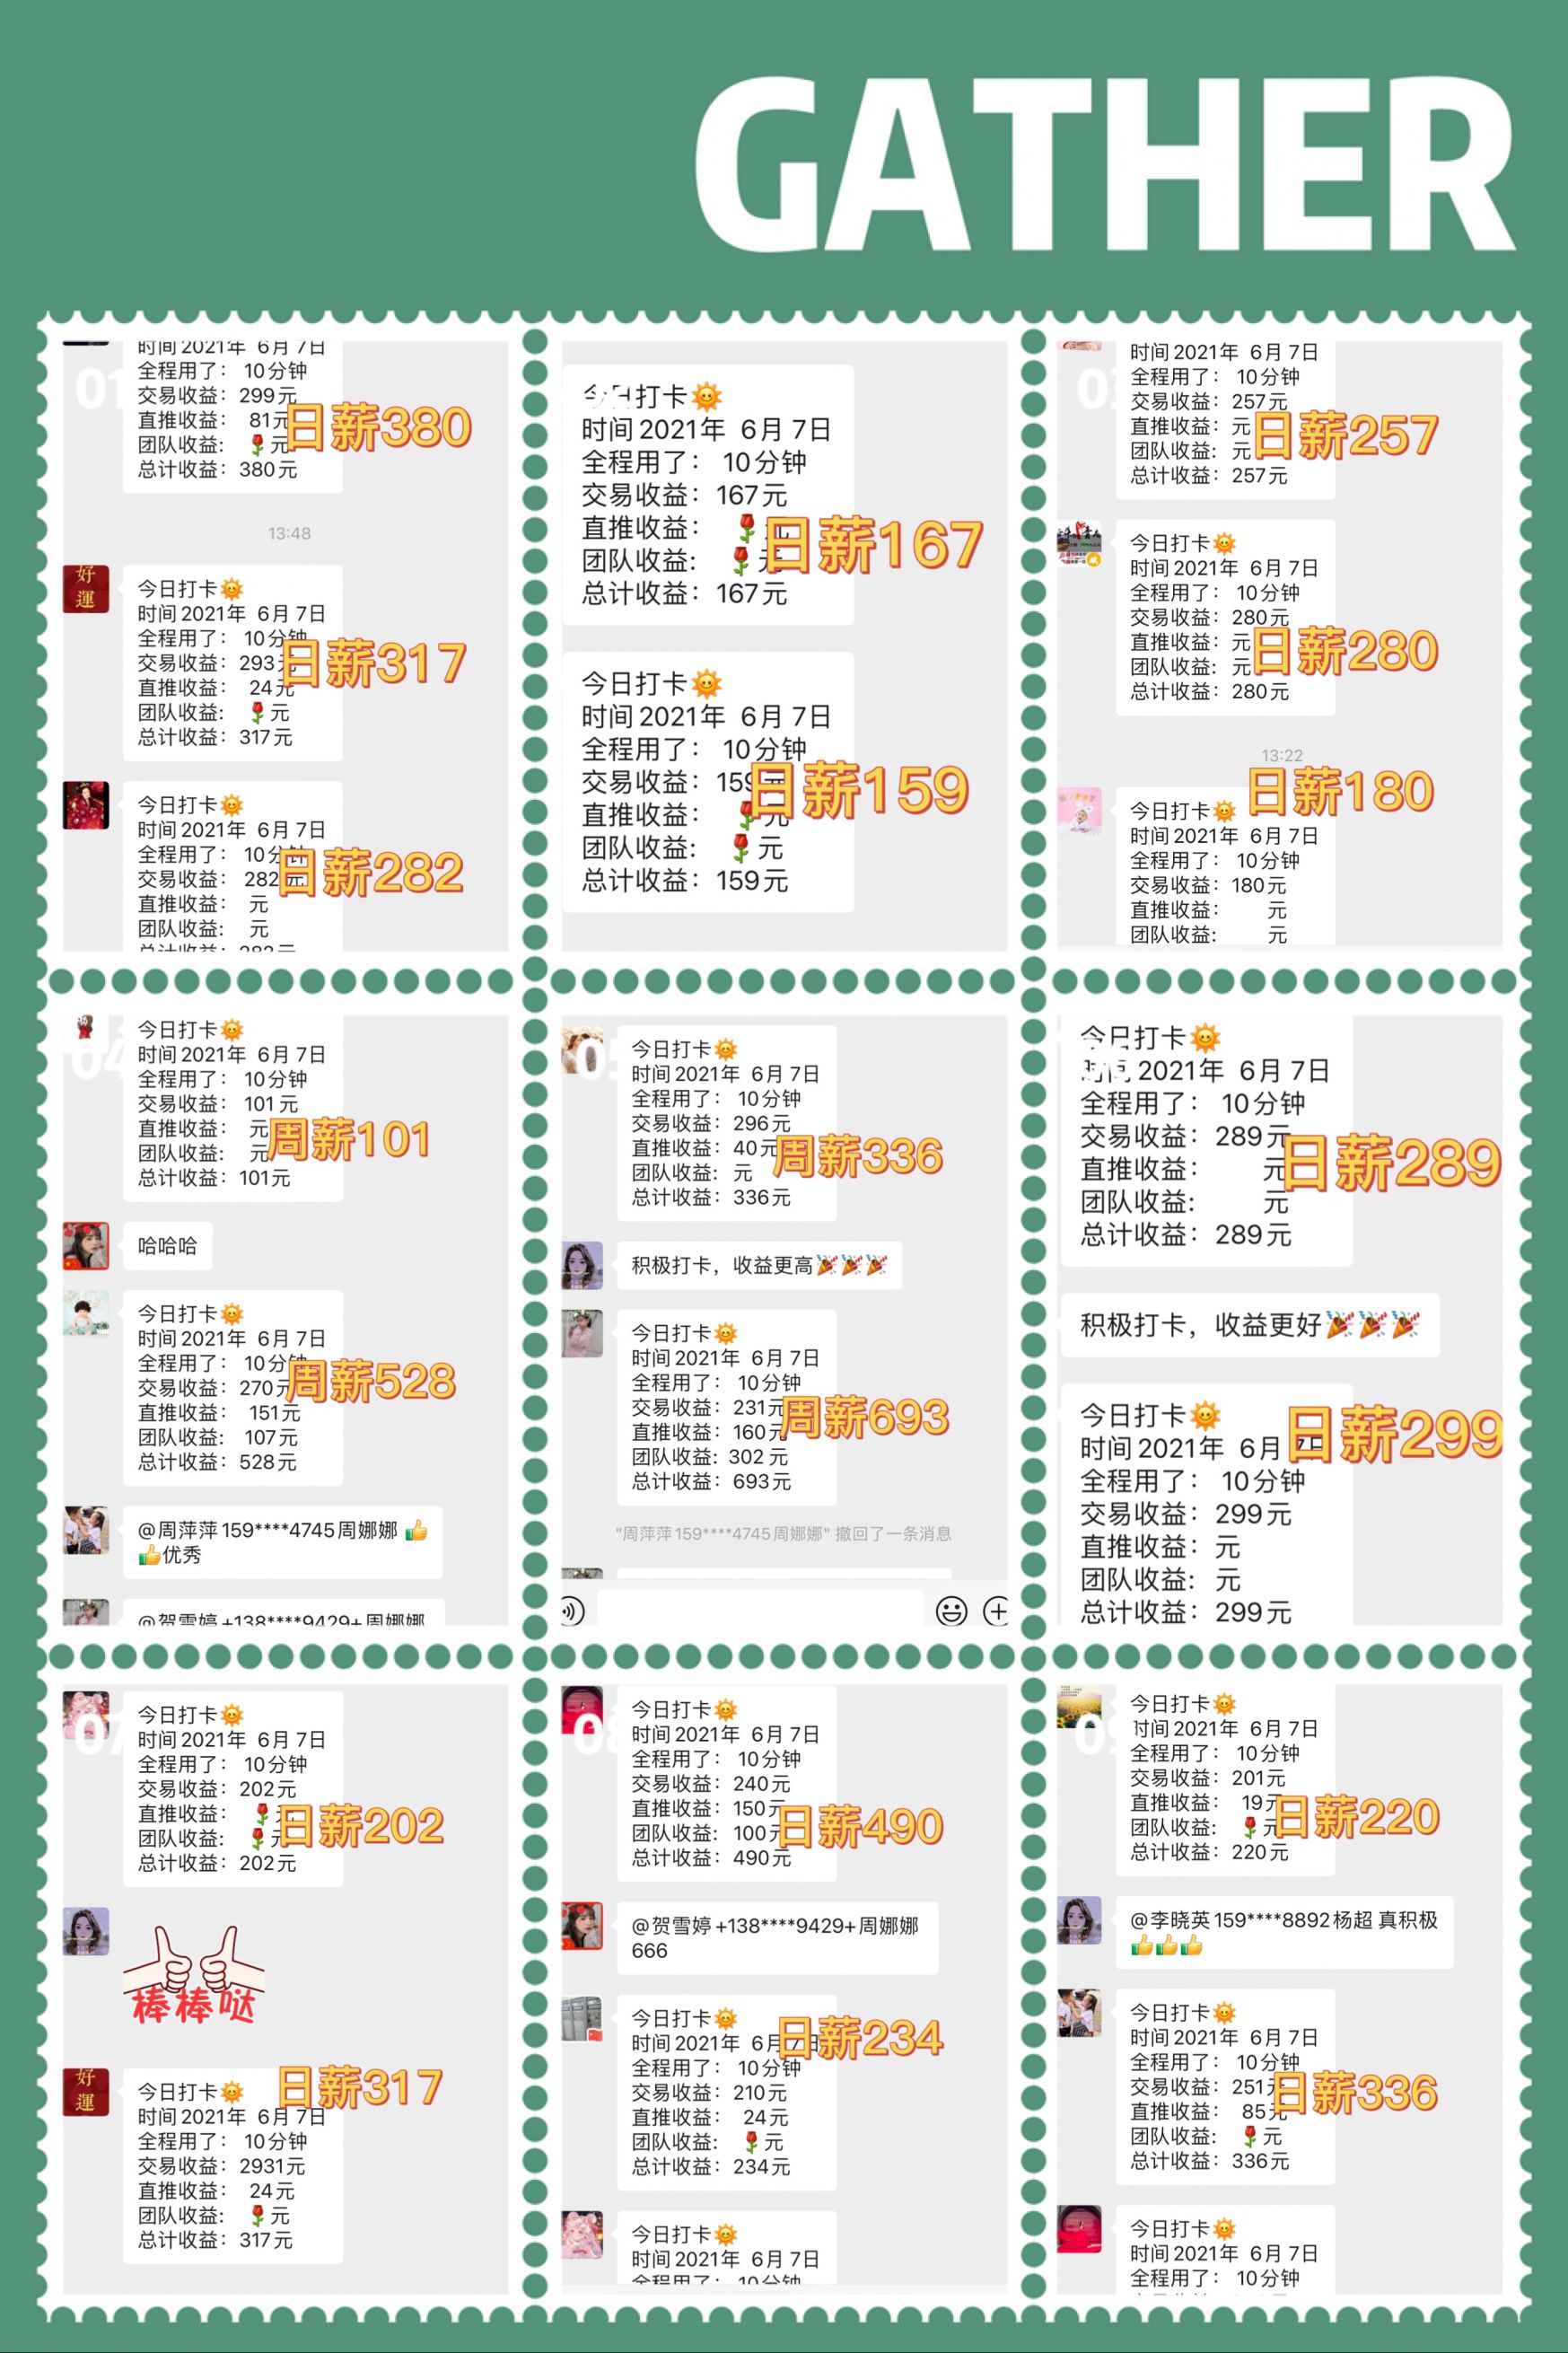 GATHER
01
时间2021年 6月7日
全程用了： 10分钟
交易收益：299元
直推收益： 81元
团队收益： 🌹元
总计收益：380元
日薪380
13:48
好運
今日打卡🌞
时间2021年 6月7日
全程用了： 10分钟
交易收益：293元
直推收益： 24元
团队收益： 🌹元
总计收益：317元
日薪317
今日打卡🌞
时间2021年 6月7日
全程用了： 10分钟
交易收益： 282元
直推收益： 元
团队收益： 元
总计收益：282元
日薪282
今日打卡🌞
时间2021年 6月7日
全程用了： 10分钟
交易收益：167元
直推收益： 🌹元
团队收益： 🌹元
总计收益：167元
日薪167
今日打卡🌞
时间2021年 6月7日
全程用了： 10分钟
交易收益：159元
直推收益： 🌹元
团队收益： 🌹元
总计收益：159元
日薪159
03
时间2021年 6月7日
全程用了： 10分钟
交易收益：257元
直推收益： 元
团队收益： 元
总计收益：257元
日薪257
今日打卡🌞
时间2021年 6月7日
全程用了： 10分钟
交易收益：280元
直推收益： 元
团队收益： 元
总计收益：280元
日薪280
13:22
日薪180
今日打卡🌞
时间2021年 6月7日
全程用了： 10分钟
交易收益：180元
直推收益： 元
团队收益： 元
04
今日打卡🌞
时间2021年 6月7日
全程用了： 10分钟
交易收益：101元
直推收益： 元
团队收益： 元
总计收益：101元
周薪101
哈哈哈
今日打卡🌞
时间2021年 6月7日
全程用了： 10分钟
交易收益：270元
直推收益： 151元
团队收益： 107元
总计收益：528元
周薪528
@周萍萍159****4745周娜娜👍
👍优秀
@贺雪婷+138****9429+周娜娜
05
今日打卡🌞
时间2021年 6月7日
全程用了： 10分钟
交易收益：296元
直推收益：40元
团队收益：元
总计收益：336元
周薪336
积极打卡，收益更高🎉🎉🎉
今日打卡🌞
时间2021年 6月7日
全程用了： 10分钟
交易收益：231元
直推收益：160元
团队收益：302元
总计收益：693元
周薪693
"周萍萍159****4745周娜娜" 撤回了一条消息
今日打卡🌞
时间2021年 6月7日
全程用了： 10分钟
交易收益：289元
直推收益： 元
团队收益： 元
总计收益：289元
日薪289
积极打卡，收益更好🎉🎉🎉
今日打卡🌞
时间2021年 6月7日
全程用了： 10分钟
交易收益：299元
直推收益：元
团队收益：元
总计收益：299元
日薪299
07
今日打卡🌞
时间2021年 6月7日
全程用了： 10分钟
交易收益：202元
直推收益： 🌹元
团队收益： 🌹元
总计收益：202元
日薪202
棒棒哒
好運
今日打卡🌞
时间2021年 6月7日
全程用了： 10分钟
交易收益：2931元
直推收益： 24元
团队收益： 🌹元
总计收益：317元
日薪317
08
今日打卡🌞
时间2021年 6月7日
全程用了： 10分钟
交易收益：240元
直推收益：150元
团队收益：100元
总计收益：490元
日薪490
@贺雪婷+138****9429+周娜娜
666
今日打卡🌞
时间2021年 6月7日
全程用了： 10分钟
交易收益：210元
直推收益： 24元
团队收益： 🌹元
总计收益：234元
日薪234
今日打卡🌞
时间2021年 6月7日
全程用了： 10分钟
09
今日打卡🌞
时间2021年 6月7日
全程用了： 10分钟
交易收益：201元
直推收益： 19元
团队收益： 🌹元
总计收益：220元
日薪220
@李晓英159****8892杨超 真积极
👍👍👍
今日打卡🌞
时间2021年 6月7日
全程用了： 10分钟
交易收益：251元
直推收益： 85元
团队收益： 🌹元
总计收益：336元
日薪336
今日打卡🌞
时间2021年 6月7日
全程用了： 10分钟